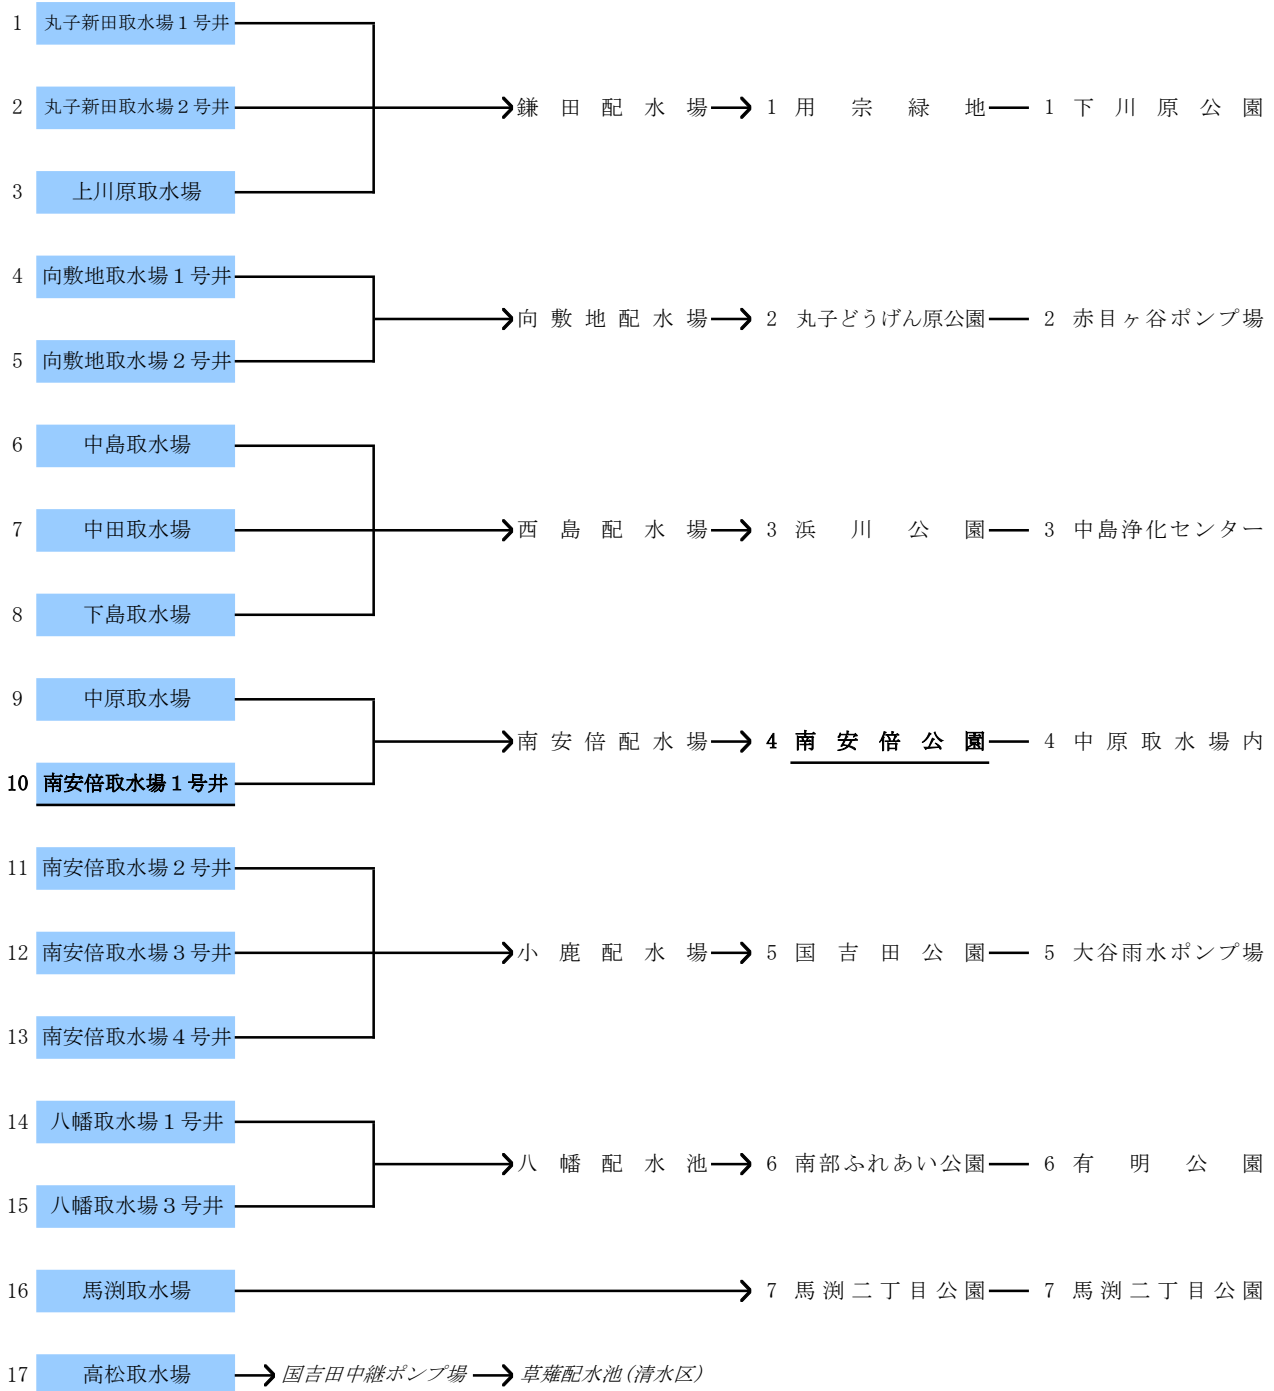 1 丸子新田取水場１号井
2 丸子新田取水場２号井 鎌田配水場 1 用宗緑地 1 下川原公園
3 上川原取水場
4 向敷地取水場１号井
向敷地配水場 2 丸子どうげん原公園 2 赤目ヶ谷ポンプ場
5 向敷地取水場２号井
6 中島取水場
7 中田取水場 西島配水場 3 浜川公園 3 中島浄化センター
8 下島取水場
9 中原取水場
南安倍配水場 4 南安倍公園 4 中原取水場内
10 南安倍取水場１号井
11 南安倍取水場２号井
12 南安倍取水場３号井 小鹿配水場 5 国吉田公園 5 大谷雨水ポンプ場
13 南安倍取水場４号井
14 八幡取水場１号井
八幡配水池 6 南部ふれあい公園 6 有明公園
15 八幡取水場３号井
16 馬渕取水場 7 馬渕二丁目公園 7 馬渕二丁目公園
17 高松取水場 国吉田中継ポンプ場 草薙配水池(清水区)